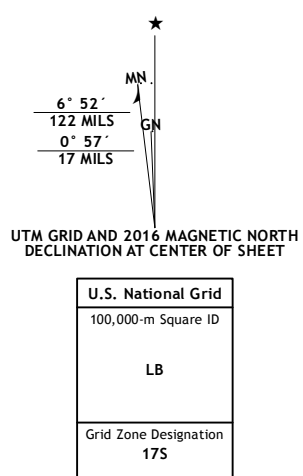 ★
MN.
6° 52´
122 MILS
GN
0° 57´
17 MILS
UTM GRID AND 2016 MAGNETIC NORTH
DECLINATION AT CENTER OF SHEET
U.S. National Grid
100,000-m Square ID
LB
Grid Zone Designation
17S